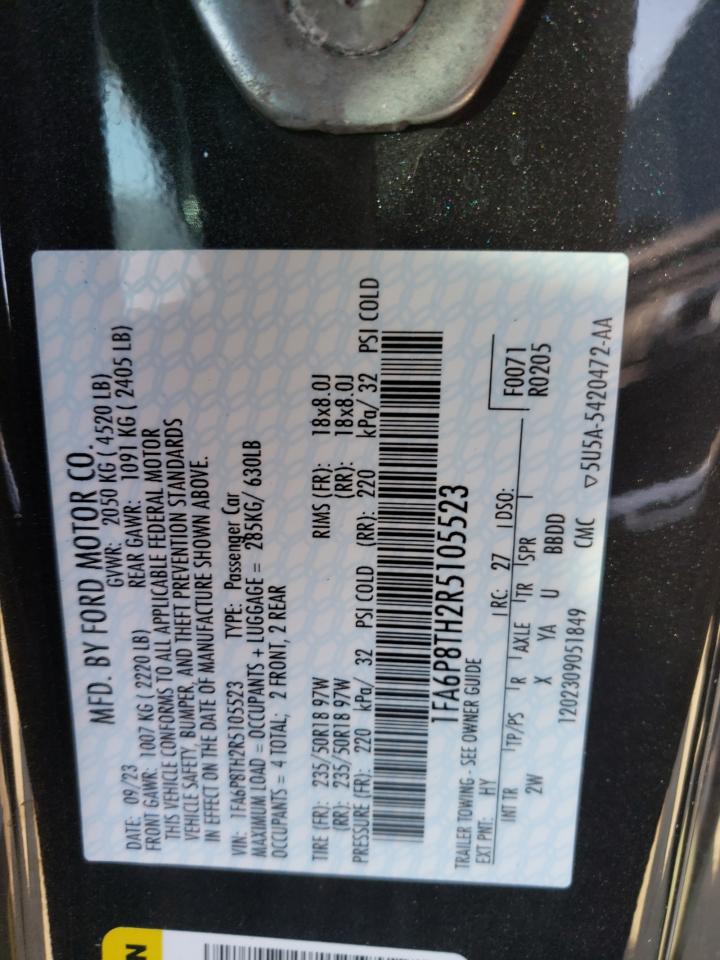 MFD. BY FORD MOTOR CO.
DATE: 09/23 GVWR: 2050 KG ( 4520 LB)
FRONT GAWR: 1007 KG ( 2220 LB) REAR GAWR: 1091 KG ( 2405 LB)
THIS VEHICLE CONFORMS TO ALL APPLICABLE FEDERAL MOTOR
VEHICLE SAFETY, BUMPER, AND THEFT PREVENTION STANDARDS
IN EFFECT ON THE DATE OF MANUFACTURE SHOWN ABOVE.
VIN: 1FA6P8TH2R5105523 TYPE: Passenger Car
MAXIMUM LOAD = OCCUPANTS + LUGGAGE = 285KG/ 630LB
OCCUPANTS = 4 TOTAL; 2 FRONT, 2 REAR
TIRE (FR): 235/50R18 97W RIMS (FR): 18x8.0J
(RR): 235/50R18 97W (RR): 18x8.0J
PRESSURE (FR): 220 kPa/ 32 PSI COLD (RR): 220 kPa/ 32 PSI COLD
1FA6P8TH2R5105523
TRAILER TOWING - SEE OWNER GUIDE
EXT PNT: HY RC: 27 DSO: F0071
R0205
INT TR TP/PS R AXLE TR SPR
2W X YA U BBDD
1202309051849 CMC ▽5U5A-5420472-AA
N